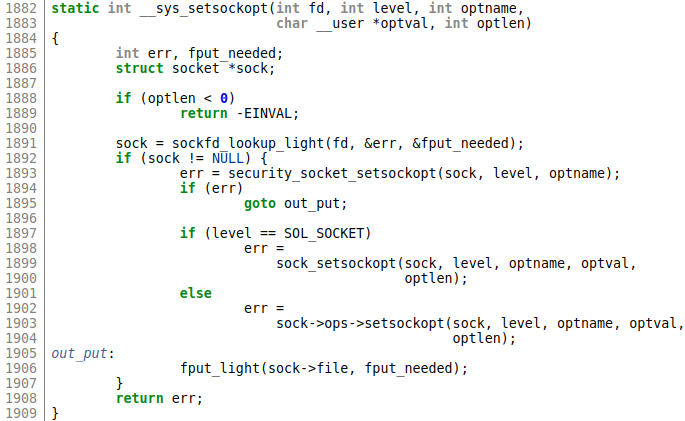 1882 static int __sys_setsockopt(int fd, int level, int optname,
1883                             char __user *optval, int optlen)
1884 {
1885         int err, fput_needed;
1886         struct socket *sock;
1887
1888         if (optlen < 0)
1889                 return -EINVAL;
1890
1891         sock = sockfd_lookup_light(fd, &err, &fput_needed);
1892         if (sock != NULL) {
1893                 err = security_socket_setsockopt(sock, level, optname);
1894                 if (err)
1895                         goto out_put;
1896
1897                 if (level == SOL_SOCKET)
1898                         err =
1899                             sock_setsockopt(sock, level, optname, optval,
1900                                             optlen);
1901                 else
1902                         err =
1903                             sock->ops->setsockopt(sock, level, optname, optval,
1904                                                   optlen);
1905 out_put:
1906                 fput_light(sock->file, fput_needed);
1907         }
1908         return err;
1909 }